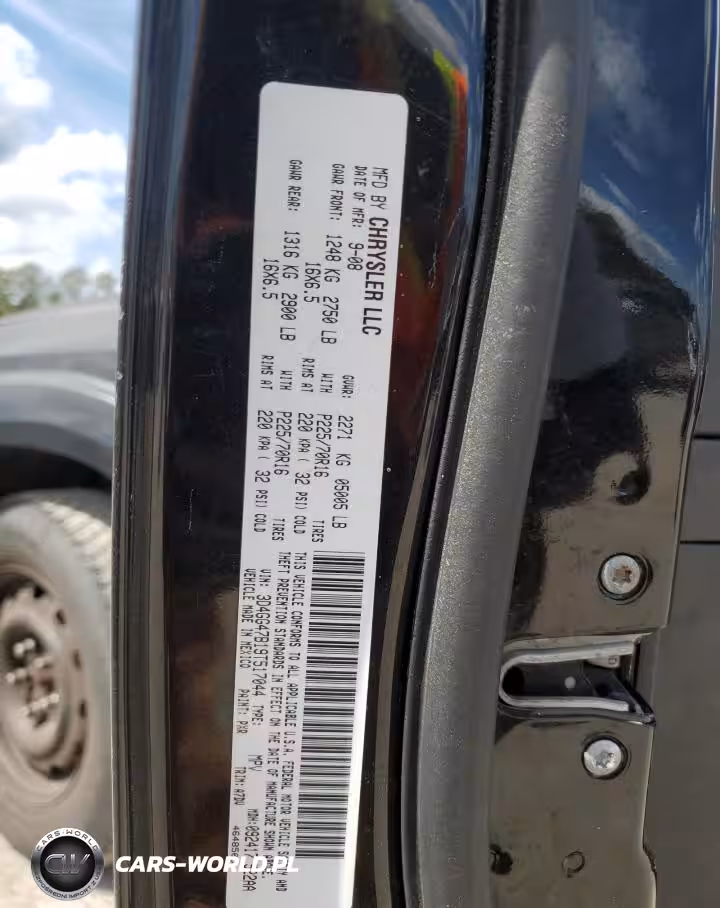 MFD BY CHRYSLER LLC
DATE OF MFR: 9-08 GVWR: 2271 KG 05005 LB
GAWR FRONT: 1248 KG 2750 LB WITH P225/70R16 TIRES
16X6.5 RIMS AT 220 KPA ( 32 PSI) COLD
GAWR REAR: 1316 KG 2900 LB WITH P225/70R16 TIRES
16X6.5 RIMS AT 220 KPA ( 32 PSI) COLD
THIS VEHICLE CONFORMS TO ALL APPLICABLE U.S.A. FEDERAL MOTOR VEHICLE AND
THEFT PREVENTION STANDARDS IN EFFECT ON THE DATE OF MANUFACTURE SHOWN
VIN: 3D4GG47B19T517044 TYPE: MPV
VEHICLE MADE IN MEXICO PAINT: PXR TRIM: A7DV
CARS-WORLD
CW
CARS-WORLD.PL